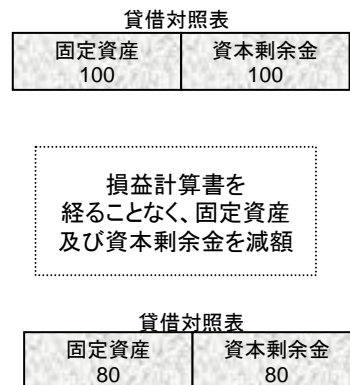 貸借対照表
固定資産 資本剰余金
100 100
損益計算書を
経ることなく、固定資産
及び資本剰余金を減額
貸借対照表
固定資産 資本剰余金
80 80